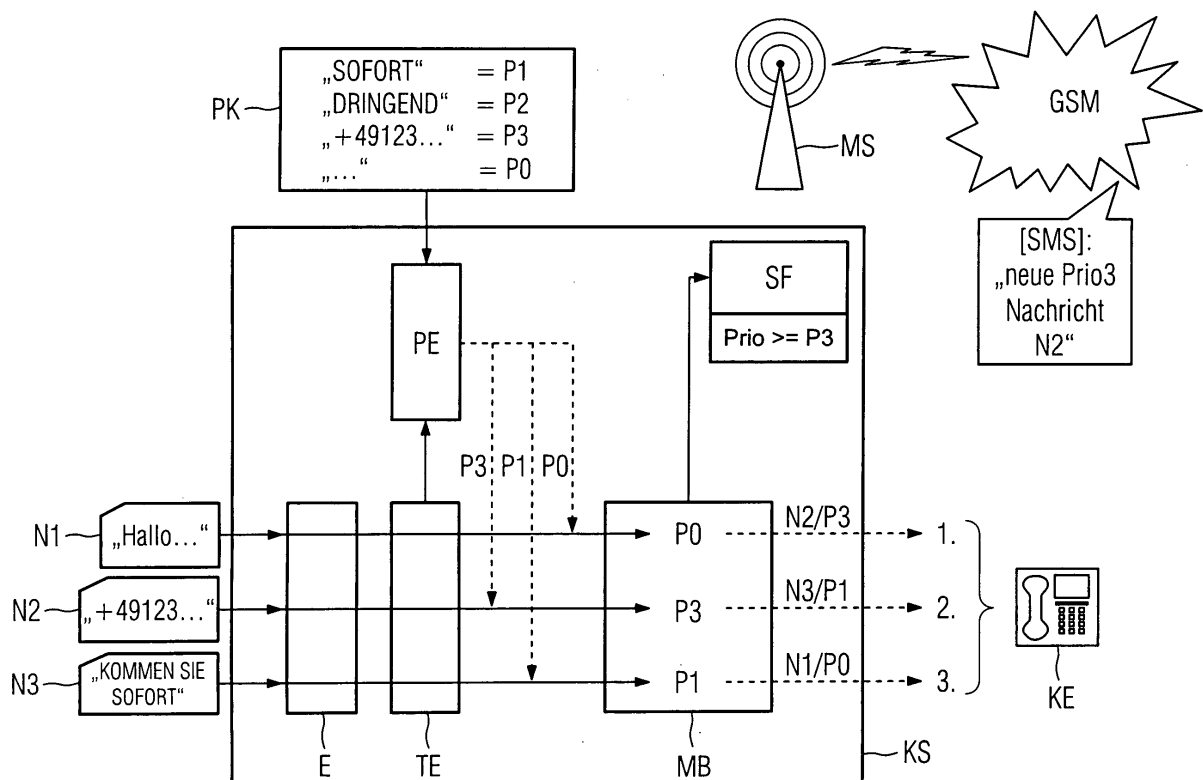 PK
„SOFORT“ = P1
„DRINGEND“ = P2
„+49123...“ = P3
„...“ = P0
MS
GSM
[SMS]:
„neue Prio3
Nachricht
N2“
PE
SF
Prio >= P3
P3 P1 P0
N1
„Hallo...“
P0
N2/P3
1.
N2
„+49123...“
P3
N3/P1
2.
N3
„KOMMEN SIE
SOFORT“
P1
N1/P0
3.
KE
E
TE
MB
KS